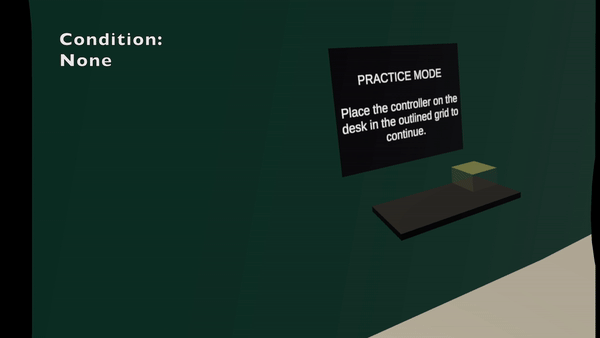 Condition:
None
PRACTICE MODE
Place the controller on the
desk in the outlined grid to
continue.